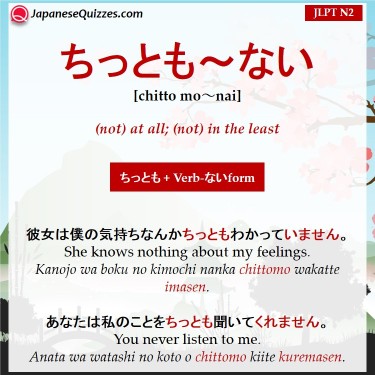 JapaneseQuizzes.com
JLPT N2
ちっとも～ない
[chitto mo～nai]
(not) at all; (not) in the least
ちっとも + Verb-ないform
彼女は僕の気持ちなんかちっともわかっていません。
She knows nothing about my feelings.
Kanojo wa boku no kimochi nanka chittomo wakatte
imasen.
あなたは私のことをちっとも聞いてくれません。
You never listen to me.
Anata wa watashi no koto o chittomo kiite kuremasen.